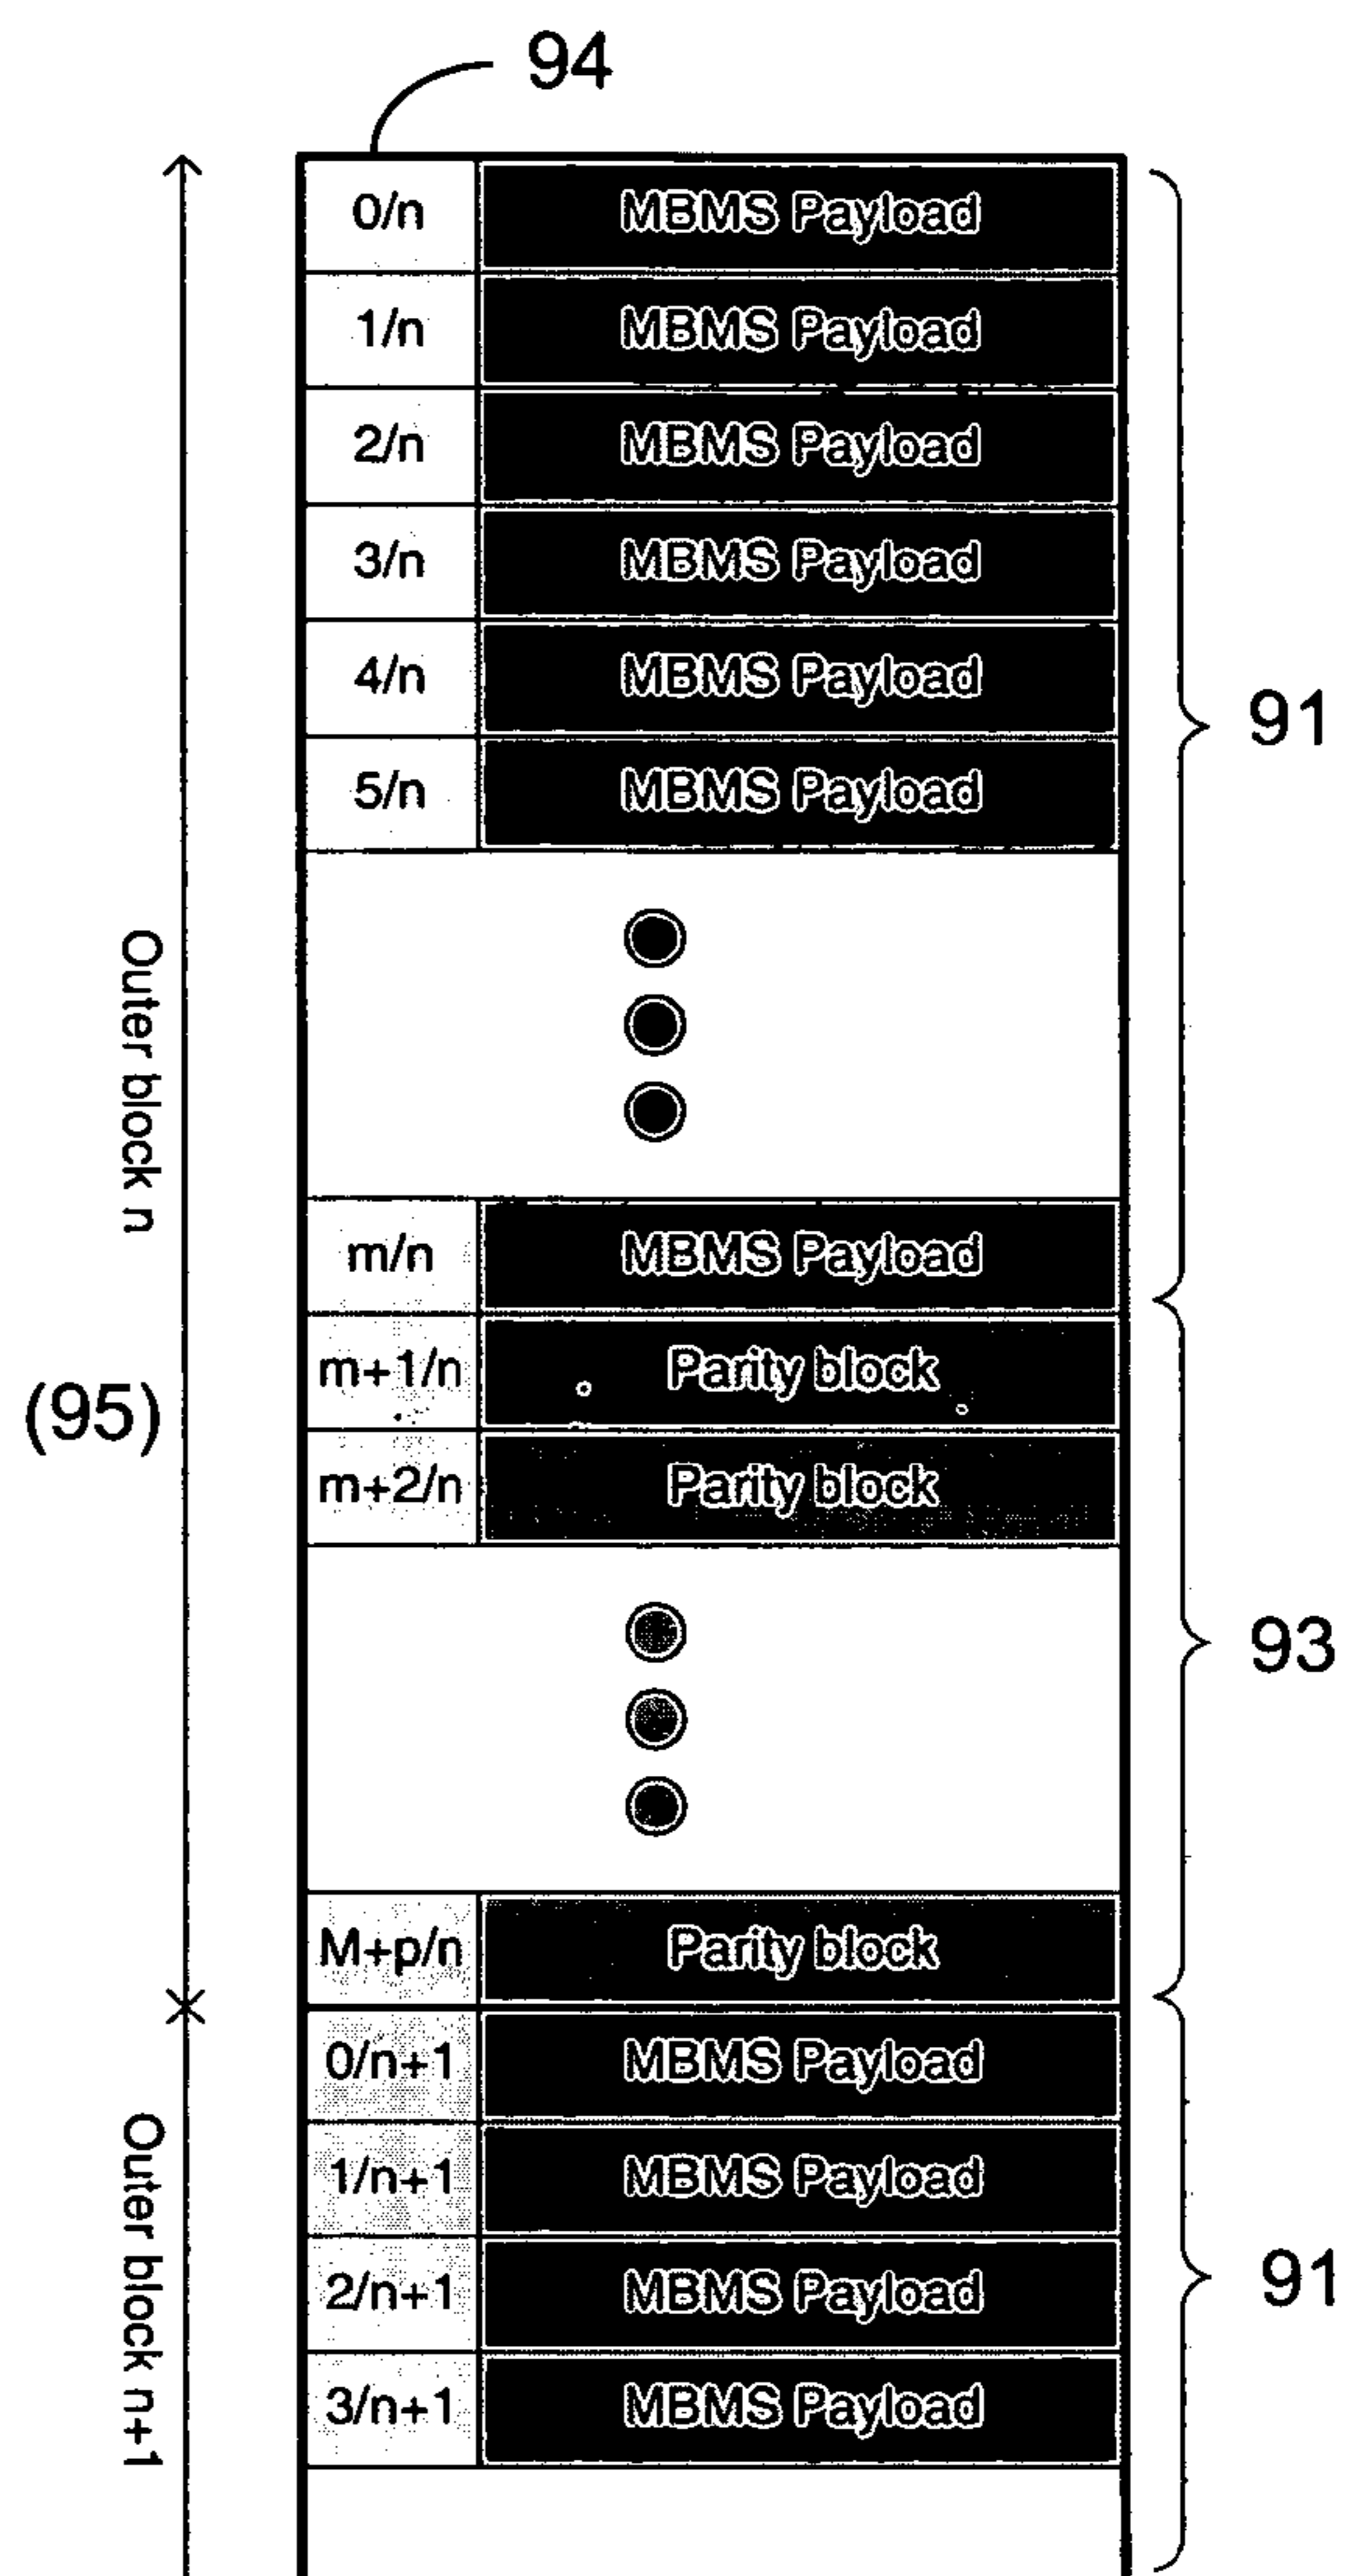 94
0/n MBMS Payload
1/n MBMS Payload
2/n MBMS Payload
3/n MBMS Payload
4/n MBMS Payload
5/n MBMS Payload
91
Outer block n
m/n MBMS Payload
m+1/n Parity block
(95)
m+2/n Parity block
93
M+p/n Parity block
0/n+1 MBMS Payload
1/n+1 MBMS Payload
2/n+1 MBMS Payload
91
Outer block n+1
3/n+1 MBMS Payload